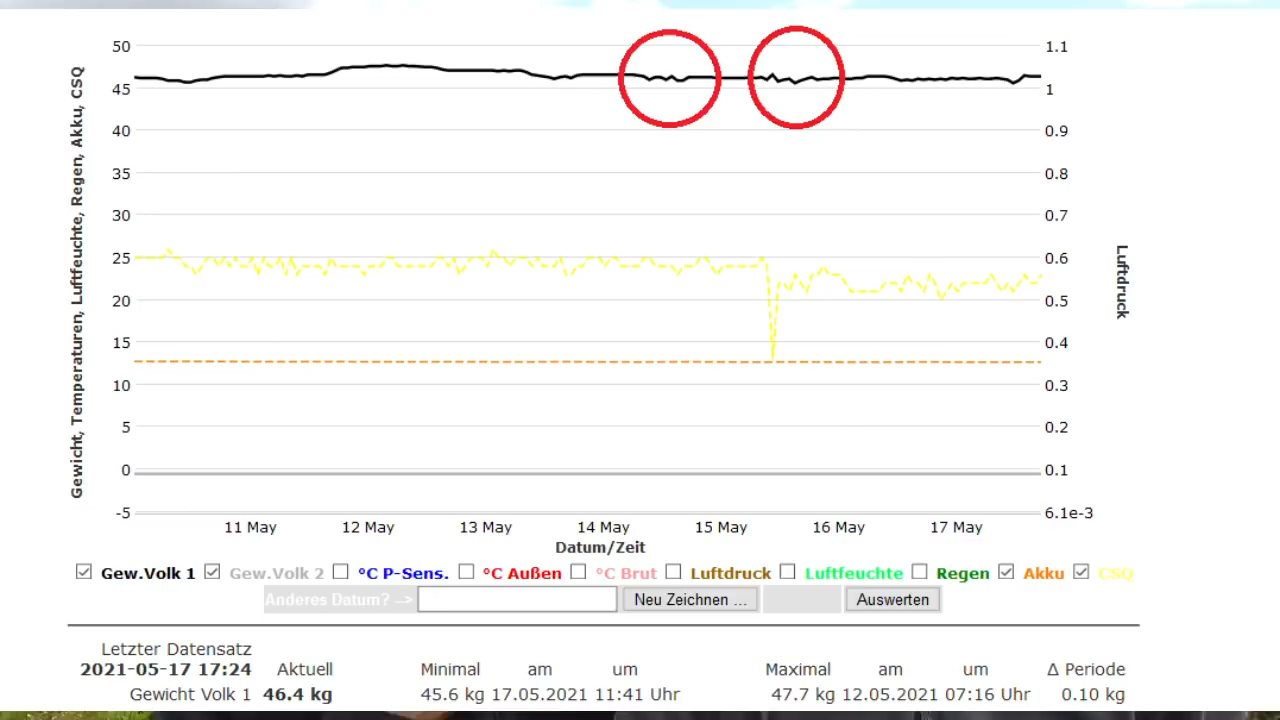 50
45
40
35
30
25
20
15
10
5
0
-5
Gewicht, Temperaturen, Luftfeuchte, Regen, Akku, CSQ
1.1
1
0.9
0.8
0.7
0.6
0.5
0.4
0.3
0.2
0.1
6.1e-3
Luftdruck
11 May 12 May 13 May 14 May 15 May 16 May 17 May
Datum/Zeit
Gew.Volk 1 Gew.Volk 2 °C P-Sens. °C Außen °C Brut Luftdruck Luftfeuchte Regen Akku CSQ
Anderes Datum? --> Neu Zeichnen ... Auswerten
Letzter Datensatz
2021-05-17 17:24 Aktuell Minimal am um Maximal am um Δ Periode
Gewicht Volk 1 46.4 kg 45.6 kg 17.05.2021 11:41 Uhr 47.7 kg 12.05.2021 07:16 Uhr 0.10 kg